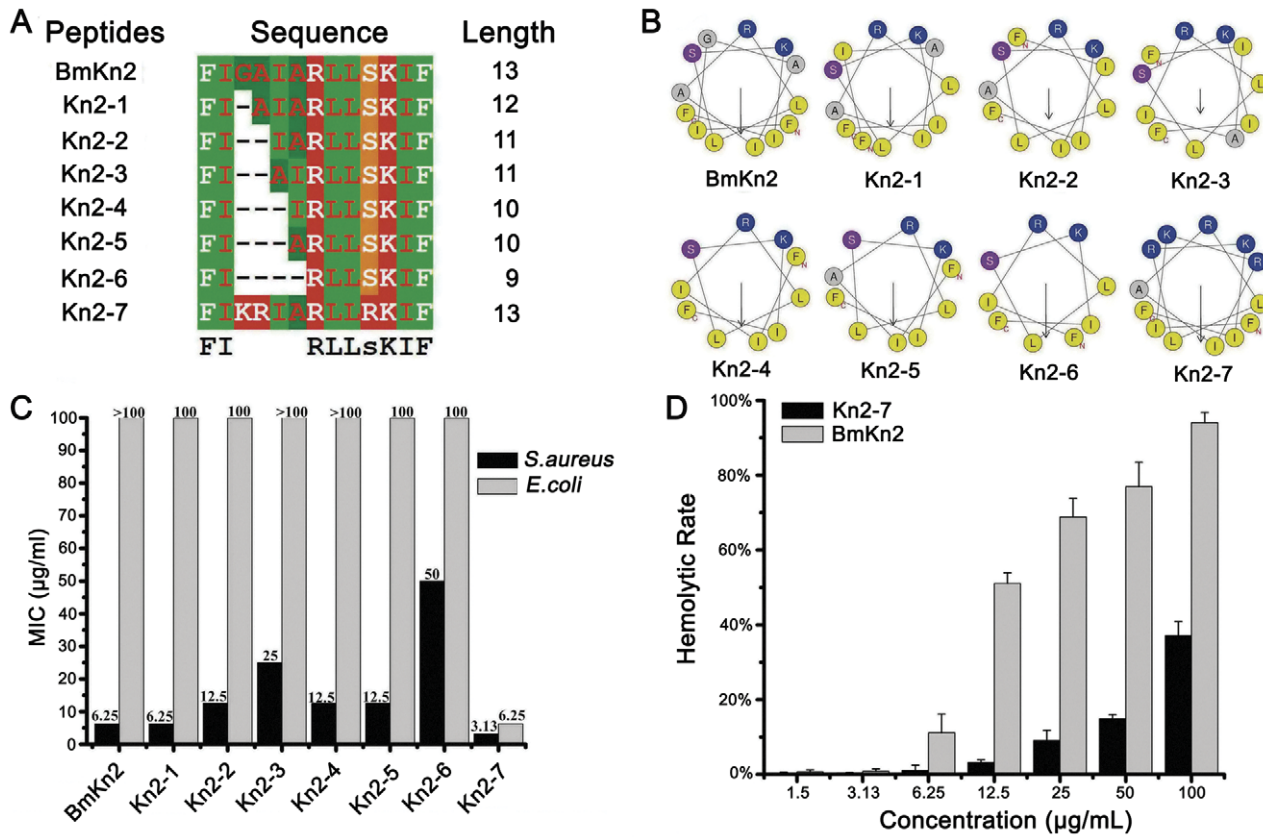 A
Peptides Sequence Length
BmKn2 FIGAIARLLSKIF 13
Kn2-1 FI-AIARLLSKIF 12
Kn2-2 FI--IARLLSKIF 11
Kn2-3 FI--AIRLLSKIF 11
Kn2-4 FI---IRLLSKIF 10
Kn2-5 FI---ARLLSKIF 10
Kn2-6 FI----RLLSKIF 9
Kn2-7 FIKRIARLLRKIF 13
FI RLLsKIF
B
G R K S A A L F C I L I I F N
BmKn2
I R K A S L A I F F N L I
Kn2-1
F N R K S I A L F C L I I
Kn2-2
F N R K I S L I F C L A I
Kn2-3
S R K F N I L F C L I I
Kn2-4
S R K F N A L F C L I I
Kn2-5
S R K L I I F C L F N
Kn2-6
K R K R R A L F C I L I I F N
Kn2-7
C
MIC (µg/ml)
100
90
80
70
60
50
40
30
20
10
0
>100 100 100 >100 >100 100 100
6.25 6.25 12.5 25 12.5 12.5 50 3.13 6.25
S.aureus
E.coli
BmKn2 Kn2-1 Kn2-2 Kn2-3 Kn2-4 Kn2-5 Kn2-6 Kn2-7
D
Kn2-7
BmKn2
Hemolytic Rate
80%
60%
40%
20%
0%
1.5 3.13 6.25 12.5 25 50 100
Concentration (µg/mL)